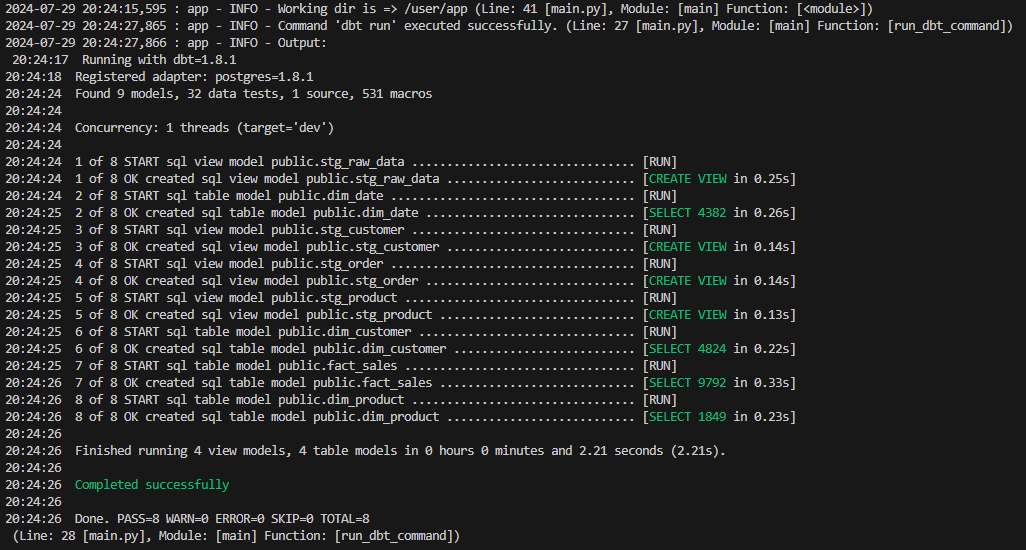 2024-07-29 20:24:15,595 : app - INFO - Working dir is => /user/app (Line: 41 [main.py], Module: [main] Function: [<module>])
2024-07-29 20:24:27,865 : app - INFO - Command 'dbt run' executed successfully. (Line: 27 [main.py], Module: [main] Function: [run_dbt_command])
2024-07-29 20:24:27,866 : app - INFO - Output:
20:24:17  Running with dbt=1.8.1
20:24:18  Registered adapter: postgres=1.8.1
20:24:24  Found 9 models, 32 data tests, 1 source, 531 macros
20:24:24
20:24:24  Concurrency: 1 threads (target='dev')
20:24:24
20:24:24  1 of 8 START sql view model public.stg_raw_data ................................ [RUN]
20:24:24  1 of 8 OK created sql view model public.stg_raw_data ........................... [CREATE VIEW in 0.25s]
20:24:24  2 of 8 START sql table model public.dim_date ................................... [RUN]
20:24:25  2 of 8 OK created sql table model public.dim_date .............................. [SELECT 4382 in 0.26s]
20:24:25  3 of 8 START sql view model public.stg_customer ................................ [RUN]
20:24:25  3 of 8 OK created sql view model public.stg_customer ........................... [CREATE VIEW in 0.14s]
20:24:25  4 of 8 START sql view model public.stg_order ................................... [RUN]
20:24:25  4 of 8 OK created sql view model public.stg_order .............................. [CREATE VIEW in 0.14s]
20:24:25  5 of 8 START sql view model public.stg_product ................................. [RUN]
20:24:25  5 of 8 OK created sql view model public.stg_product ............................ [CREATE VIEW in 0.13s]
20:24:25  6 of 8 START sql table model public.dim_customer ............................... [RUN]
20:24:25  6 of 8 OK created sql table model public.dim_customer .......................... [SELECT 4824 in 0.22s]
20:24:25  7 of 8 START sql table model public.fact_sales ................................. [RUN]
20:24:26  7 of 8 OK created sql table model public.fact_sales ............................ [SELECT 9792 in 0.33s]
20:24:26  8 of 8 START sql table model public.dim_product ................................ [RUN]
20:24:26  8 of 8 OK created sql table model public.dim_product ........................... [SELECT 1849 in 0.23s]
20:24:26
20:24:26  Finished running 4 view models, 4 table models in 0 hours 0 minutes and 2.21 seconds (2.21s).
20:24:26
20:24:26  Completed successfully
20:24:26
20:24:26  Done. PASS=8 WARN=0 ERROR=0 SKIP=0 TOTAL=8
(Line: 28 [main.py], Module: [main] Function: [run_dbt_command])